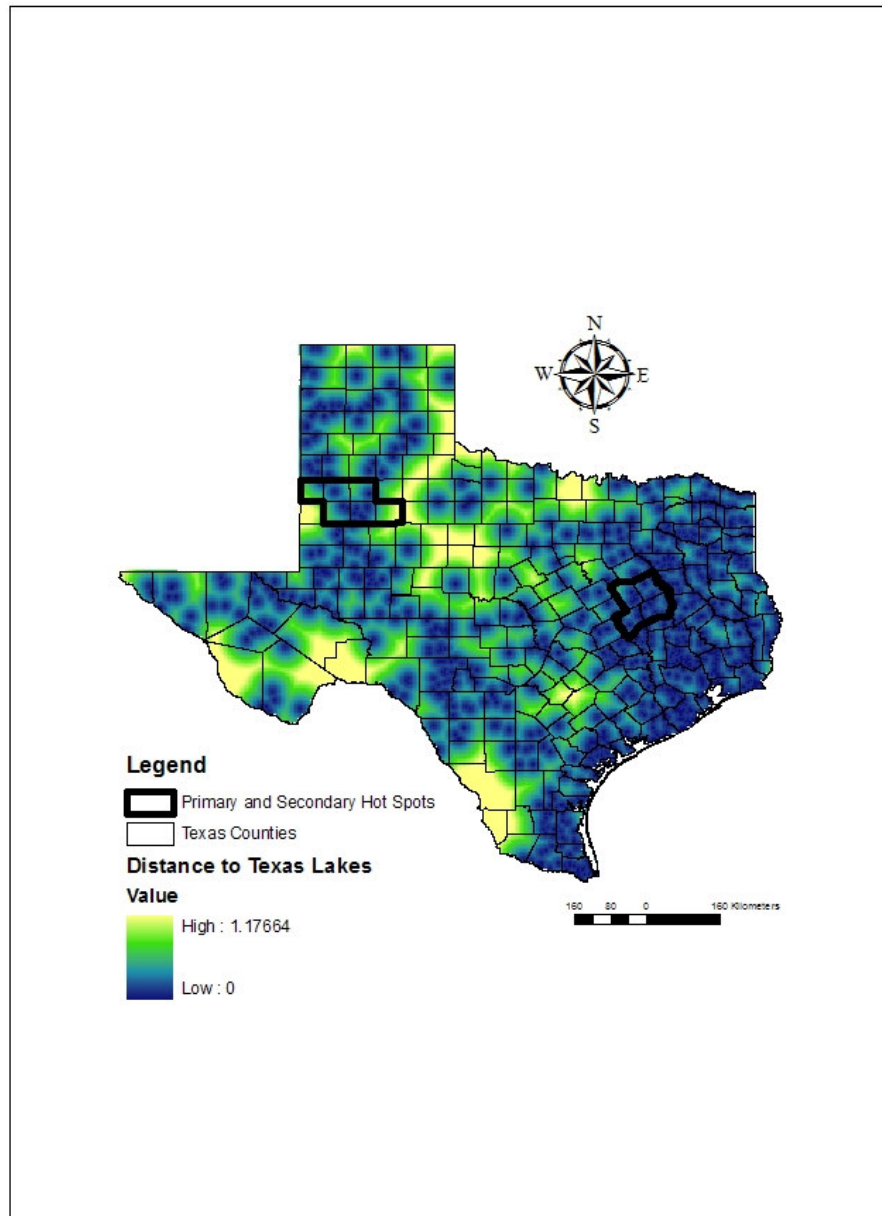 N
W E
S
Legend
Primary and Secondary Hot Spots
Texas Counties
Distance to Texas Lakes
Value
High : 1.17664
Low : 0
160 80 0 160 Kilometers